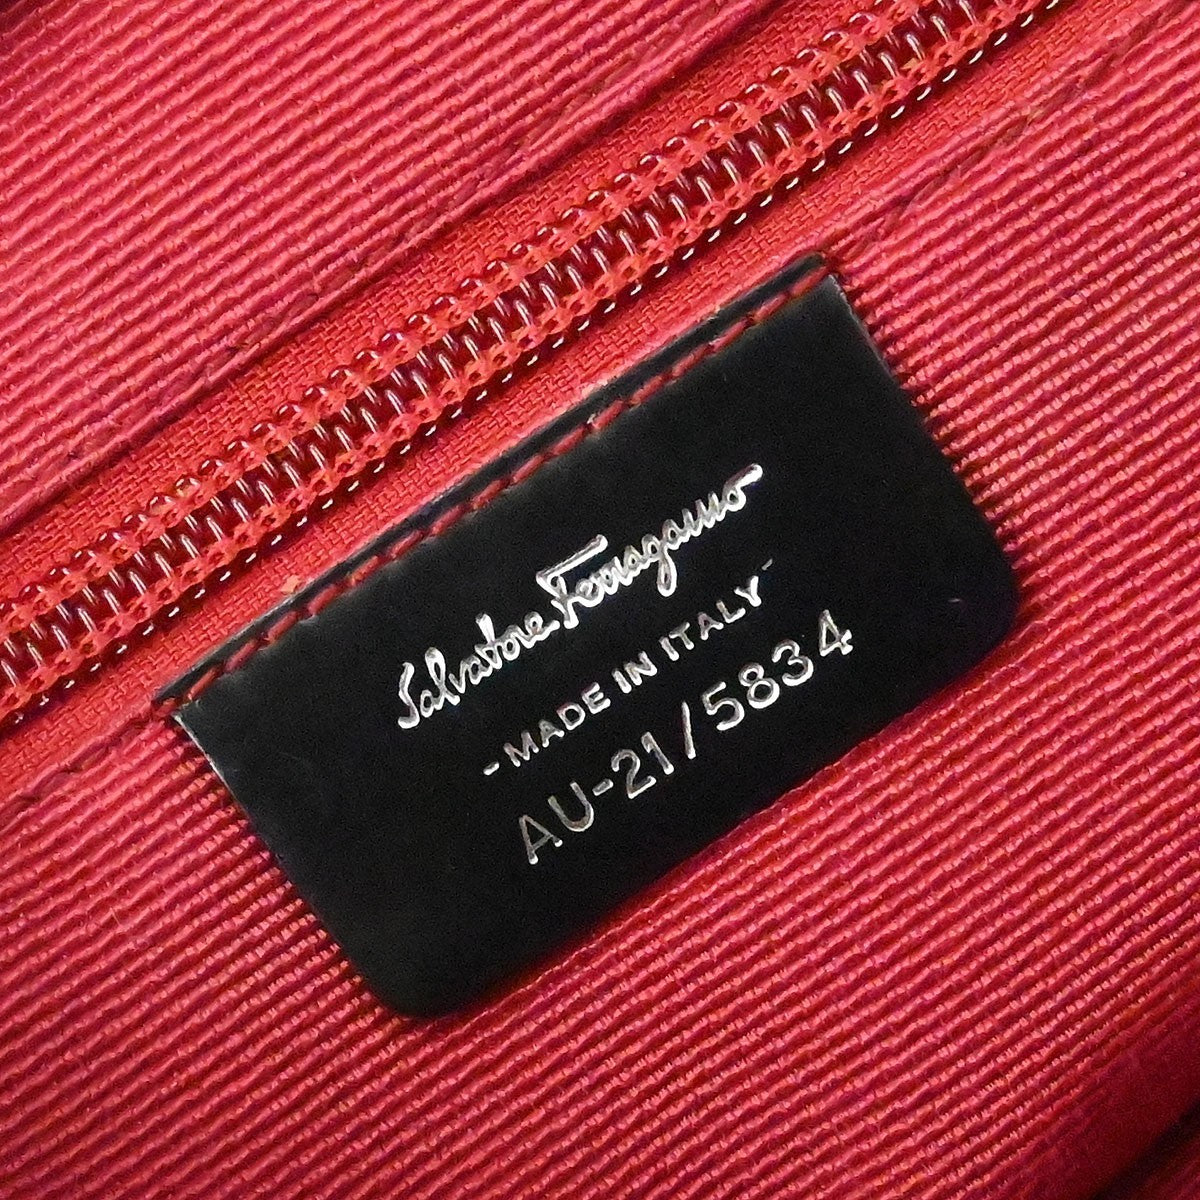 Salvatore Ferragamo
-MADE IN ITALY-
AU-21/5834